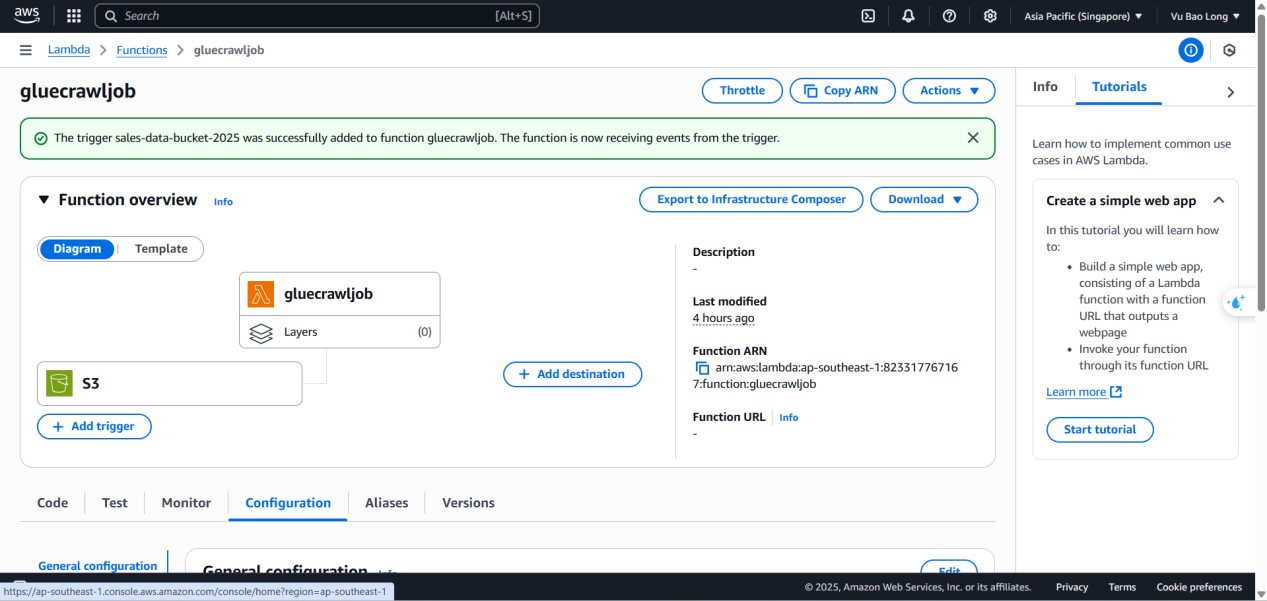 aws
Search
[Alt+S]
Asia Pacific (Singapore) ▼
Vu Bao Long ▼
Lambda > Functions > gluecrawljob
gluecrawljob
Throttle
Copy ARN
Actions ▼
The trigger sales-data-bucket-2025 was successfully added to function gluecrawljob. The function is now receiving events from the trigger.
▼ Function overview Info
Export to Infrastructure Composer
Download ▼
Diagram
Template
gluecrawljob
Layers
(0)
S3
+ Add trigger
+ Add destination
Description
-
Last modified
4 hours ago
Function ARN
arn:aws:lambda:ap-southeast-1:82331776716
7:function:gluecrawljob
Function URL
Info
-
Code
Test
Monitor
Configuration
Aliases
Versions
General configuration
General configuration Info
Edit
Info
Tutorials
Learn how to implement common use
cases in AWS Lambda.
Create a simple web app
In this tutorial you will learn how
to:
• Build a simple web app,
consisting of a Lambda
function with a function
URL that outputs a
webpage
• Invoke your function
through its function URL
Learn more
Start tutorial
https://ap-southeast-1.console.aws.amazon.com/console/home?region=ap-southeast-1
© 2025, Amazon Web Services, Inc. or its affiliates.
Privacy
Terms
Cookie preferences